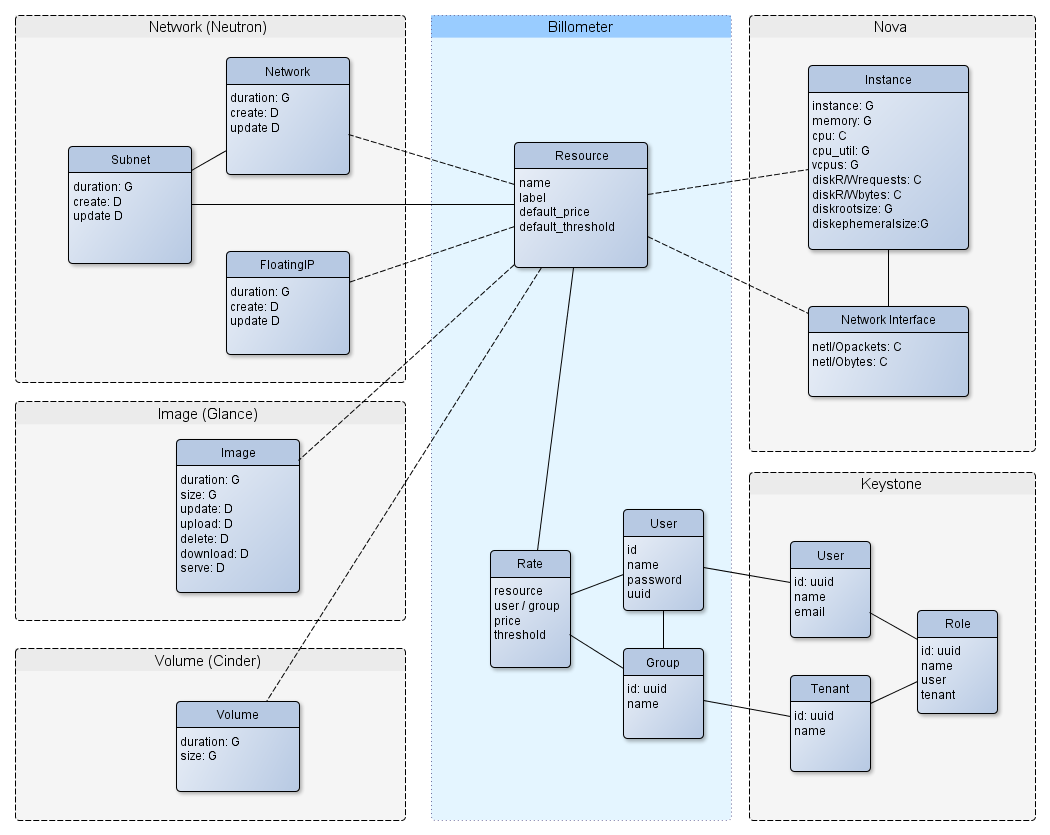 Network (Neutron)
Network
duration: G
create: D
update D
Subnet
duration: G
create: D
update D
FloatingIP
duration: G
create: D
update D
Image (Glance)
Image
duration: G
size: G
update: D
upload: D
delete: D
download: D
serve: D
Volume (Cinder)
Volume
duration: G
size: G
Billometer
Resource
name
label
default_price
default_threshold
Rate
resource
user / group
price
threshold
User
id
name
password
uuid
Group
id: uuid
name
Nova
Instance
instance: G
memory: G
cpu: C
cpu_util: G
vcpus: G
diskR/Wrequests: C
diskR/Wbytes: C
diskrootsize: G
diskephemeralsize:G
Network Interface
netI/Opackets: C
netI/Obytes: C
Keystone
User
id: uuid
name
email
Role
id: uuid
name
user
tenant
Tenant
id: uuid
name